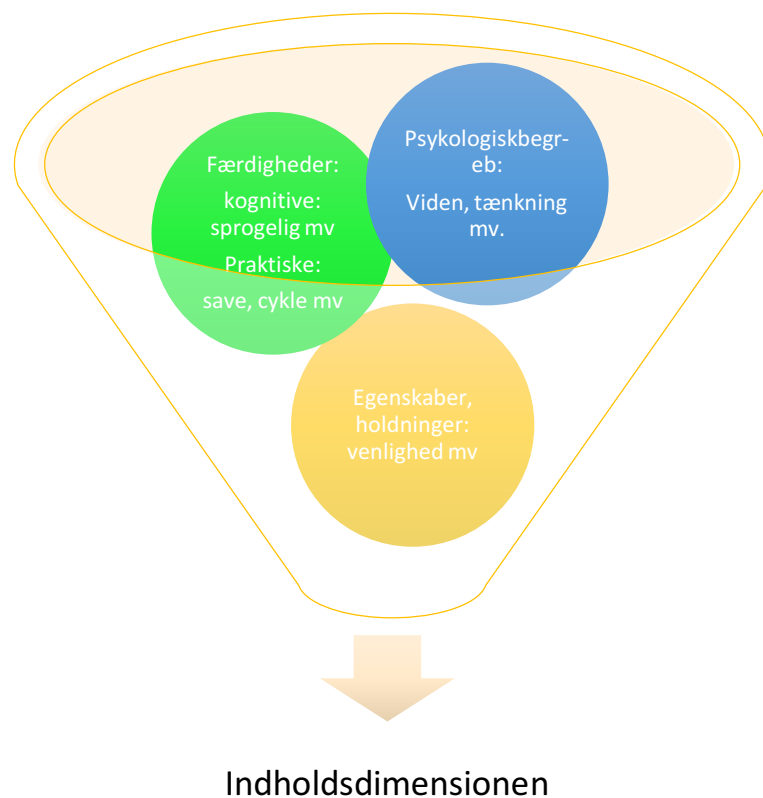 Færdigheder:
kognitive:
sprogelig mv
Praktiske:
save, cykle mv
Psykologiskbegr-
eb:
Viden, tænkning
mv.
Egenskaber,
holdninger:
venlighed mv
Indholdsdimensionen